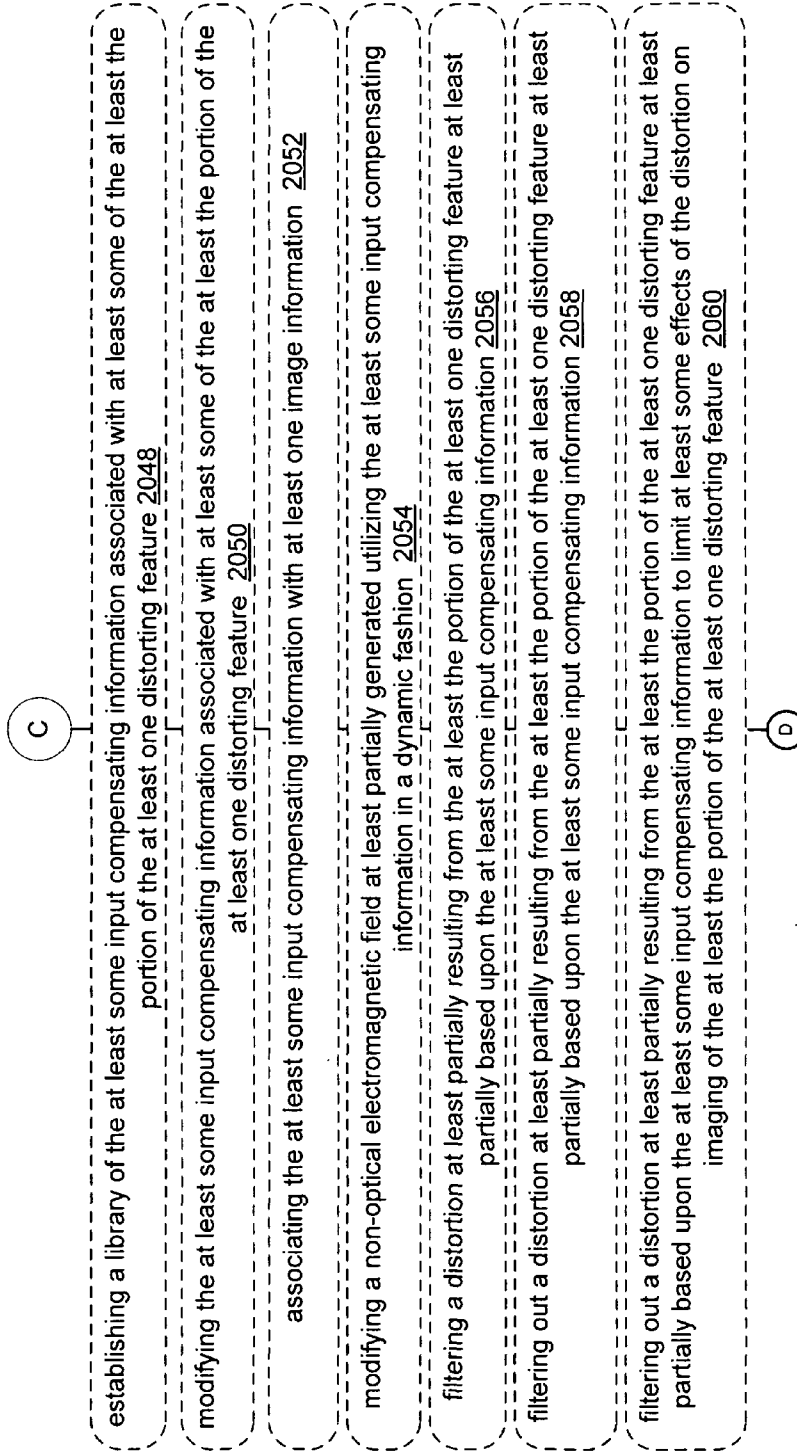 C
establishing a library of the at least some input compensating information associated with at least some of the at least the
portion of the at least one distorting feature 2048
modifying the at least some input compensating information associated with at least some of the at least the portion of the
at least one distorting feature 2050
associating the at least some input compensating information with at least one image information 2052
modifying a non-optical electromagnetic field at least partially generated utilizing the at least some input compensating
information in a dynamic fashion 2054
filtering a distortion at least partially resulting from the at least the portion of the at least one distorting feature at least
partially based upon the at least some input compensating information 2056
filtering out a distortion at least partially resulting from the at least the portion of the at least one distorting feature at least
partially based upon the at least some input compensating information 2058
filtering out a distortion at least partially resulting from the at least the portion of the at least one distorting feature at least
partially based upon the at least some input compensating information to limit at least some effects of the distortion on
imaging of the at least the portion of the at least one distorting feature 2060
D